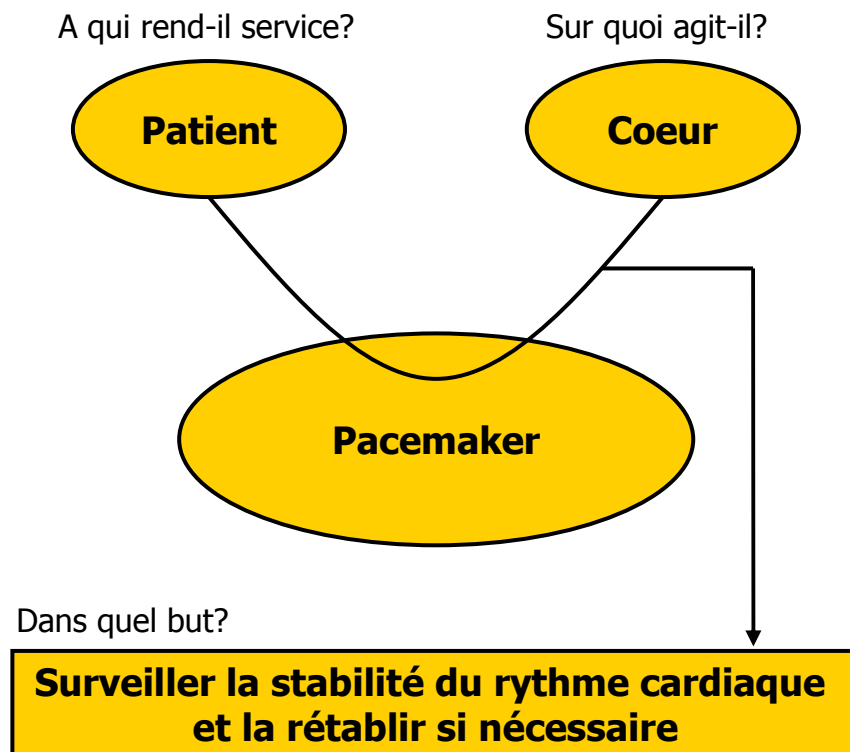 A qui rend-il service?
Sur quoi agit-il?
Patient
Coeur
Pacemaker
Dans quel but?
Surveiller la stabilité du rythme cardiaque
et la rétablir si nécessaire